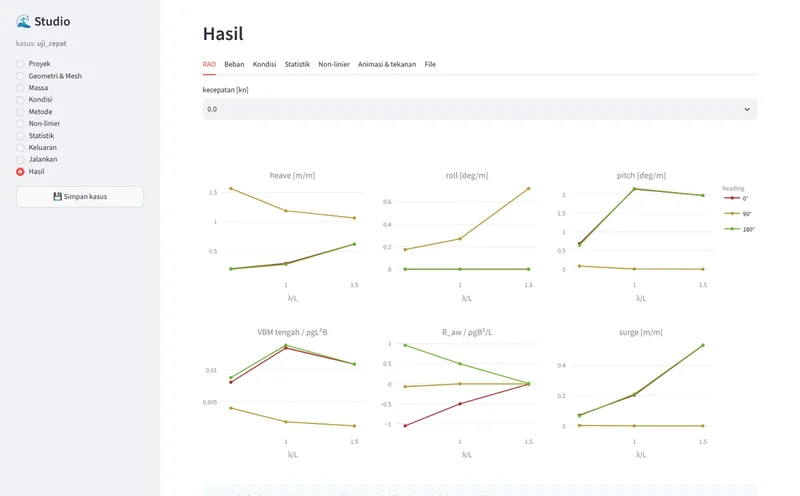 🌊 Studio
kasus: uji_cepat
Proyek
Geometri & Mesh
Massa
Kondisi
Metode
Non-linier
Statistik
Keluaran
Jalankan
Hasil
💾 Simpan kasus
Hasil
RAO Beban Kondisi Statistik Non-linier Animasi & tekanan File
kecepatan [kn]
0.0
heave [m/m]
1.5
1
0.5
1 1.5
λ/L
roll [deg/m]
0.6
0.4
0.2
0
1 1.5
λ/L
pitch [deg/m]
2
1.5
1
0.5
0
1 1.5
λ/L
heading
0°
90°
180°
VBM tengah / ρgL²B
0.01
0.005
1 1.5
λ/L
R_aw / ρgB²/L
1
0.5
0
−0.5
−1
1 1.5
λ/L
surge [m/m]
0.4
0.2
0
1 1.5
λ/L